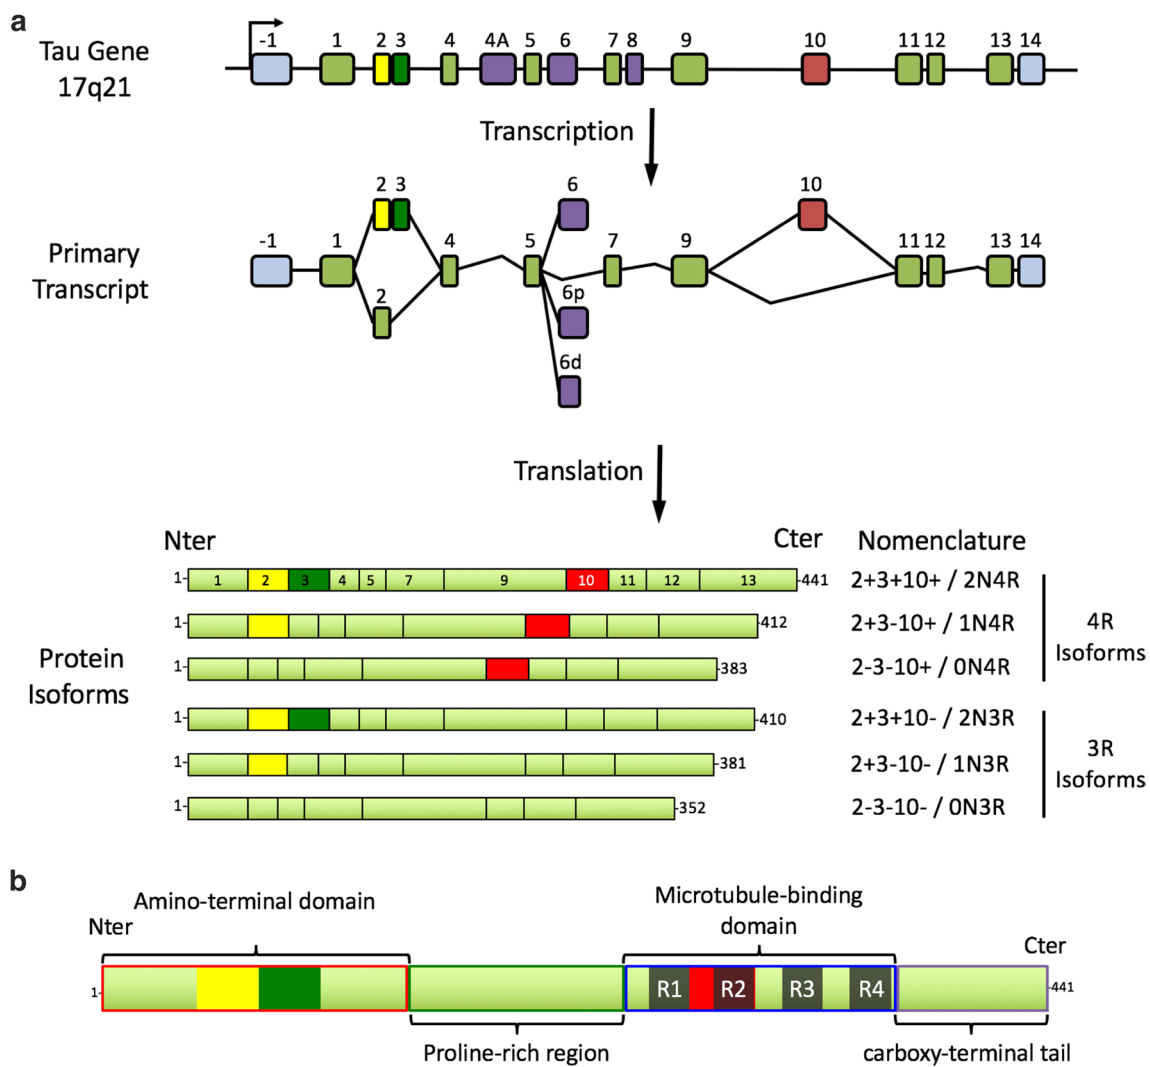 a
Tau Gene
17q21
-1 1 2 3 4 4A 5 6 7 8 9 10 11 12 13 14
Transcription
2 3 6 10
Primary
Transcript
-1 1 4 5 7 9 11 12 13 14
2 6p
6d
Translation
Nter Cter Nomenclature
1- 1 2 3 4 5 7 9 10 11 12 13 -441 2+3+10+ / 2N4R
1- -412 2+3-10+ / 1N4R
1- -383 2-3-10+ / 0N4R
4R
Isoforms
Protein
Isoforms
1- -410 2+3+10- / 2N3R
1- -381 2+3-10- / 1N3R
1- -352 2-3-10- / 0N3R
3R
Isoforms
b
Amino-terminal domain
Microtubule-binding
domain
Nter Cter
1- R1 R2 R3 R4 -441
Proline-rich region
carboxy-terminal tail